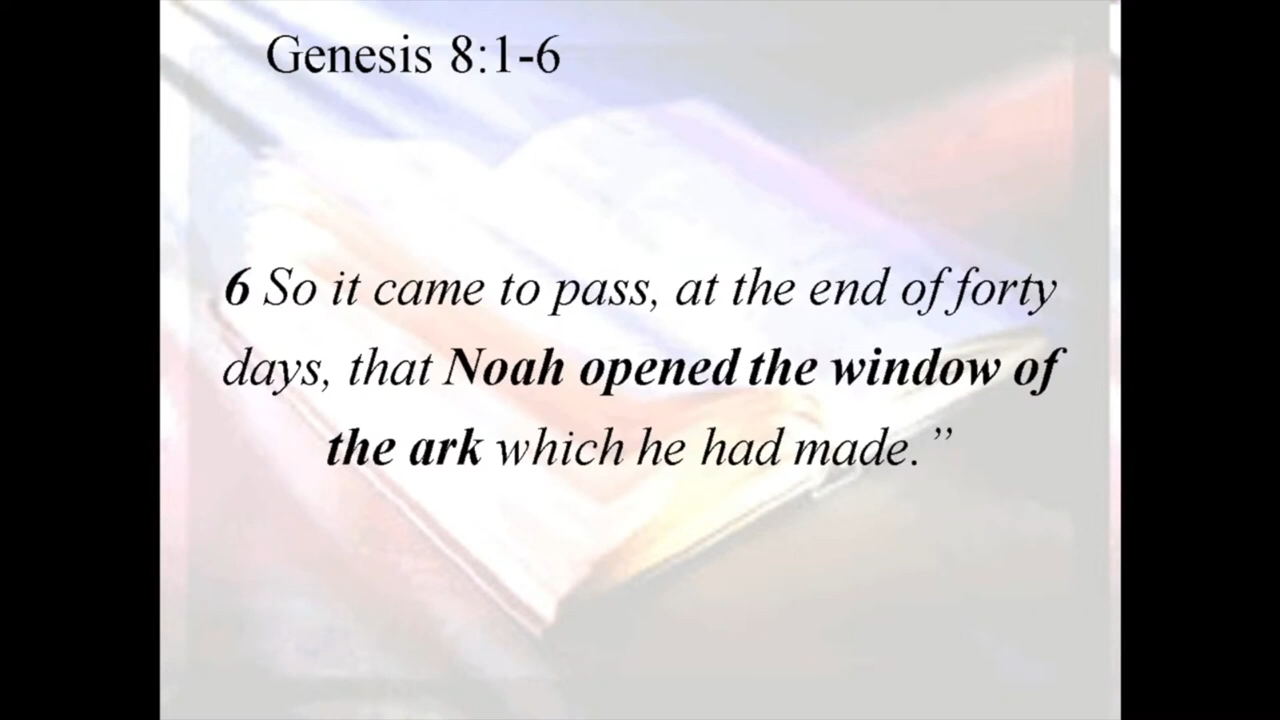 Genesis 8:1-6
6 So it came to pass, at the end of forty
days, that Noah opened the window of
the ark which he had made.”